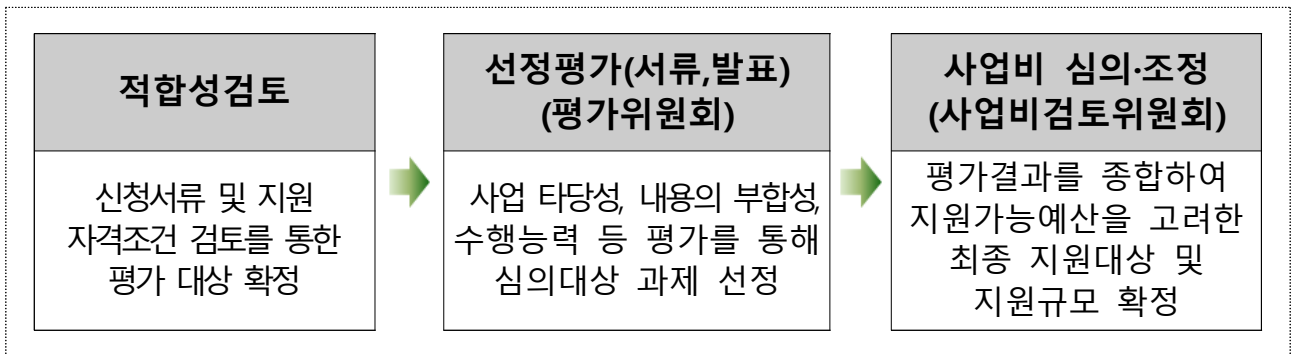 적합성검토
신청서류 및 지원
자격조건 검토를 통한
평가 대상 확정
선정평가(서류,발표)
(평가위원회)
사업 타당성, 내용의 부합성,
수행능력 등 평가를 통해
심의대상 과제 선정
사업비 심의·조정
(사업비검토위원회)
평가결과를 종합하여
지원가능예산을 고려한
최종 지원대상 및
지원규모 확정